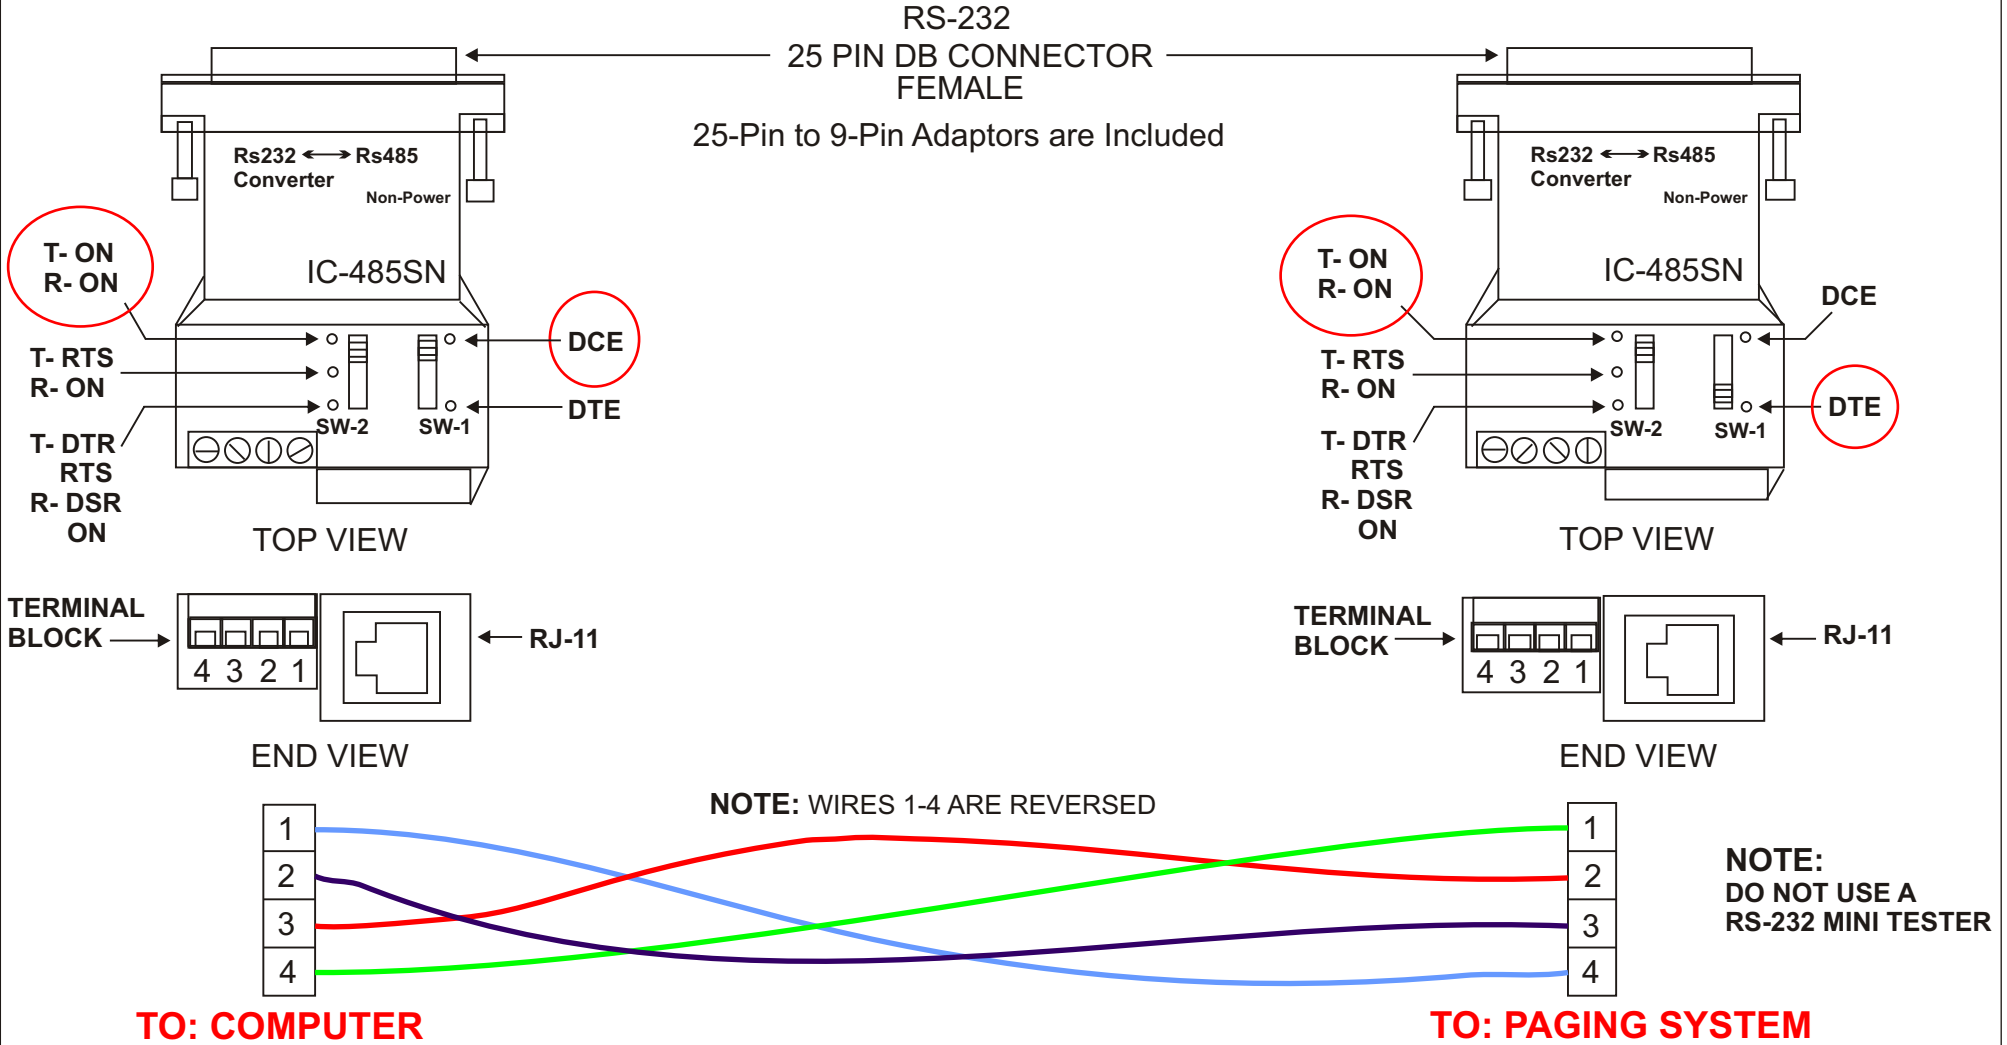 RS-232
25 PIN DB CONNECTOR
FEMALE
25-Pin to 9-Pin Adaptors are Included
Rs232 ⟷ Rs485
Converter
Non-Power
IC-485SN
T- ON
R- ON
T- RTS
R- ON
T- DTR
RTS
R- DSR
ON
DCE
DTE
SW-2 SW-1
TOP VIEW
TERMINAL
BLOCK
4 3 2 1
RJ-11
END VIEW
Rs232 ⟷ Rs485
Converter
Non-Power
IC-485SN
T- ON
R- ON
T- RTS
R- ON
T- DTR
RTS
R- DSR
ON
DCE
DTE
SW-2 SW-1
TOP VIEW
TERMINAL
BLOCK
4 3 2 1
RJ-11
END VIEW
NOTE: WIRES 1-4 ARE REVERSED
1
2
3
4
TO: COMPUTER
1
2
3
4
TO: PAGING SYSTEM
NOTE:
DO NOT USE A
RS-232 MINI TESTER